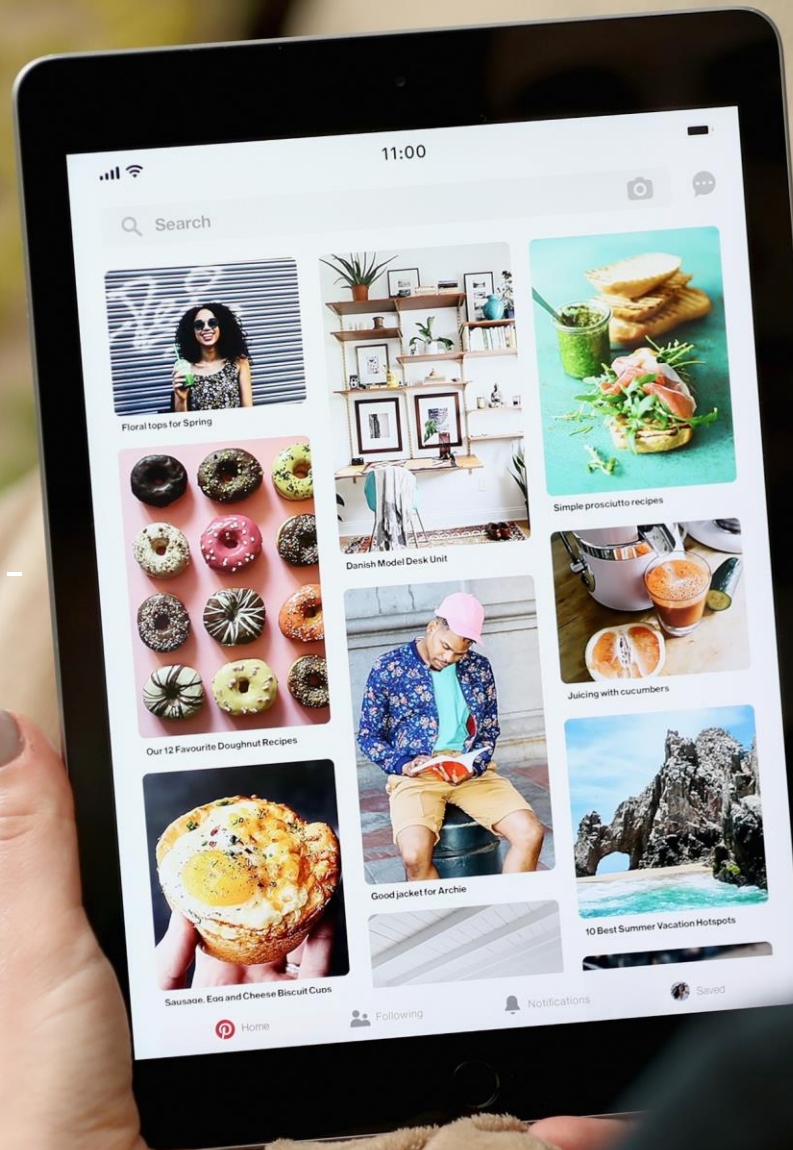 11:00
Search
Floral tops for Spring
Our 12 Favourite Doughnut Recipes
Sausage, Egg and Cheese Biscuit Cups
Danish Model Desk Unit
Good jacket for Archie
Simple prosciutto recipes
Juicing with cucumbers
10 Best Summer Vacation Hotspots
Home
Following
Notifications
Saved